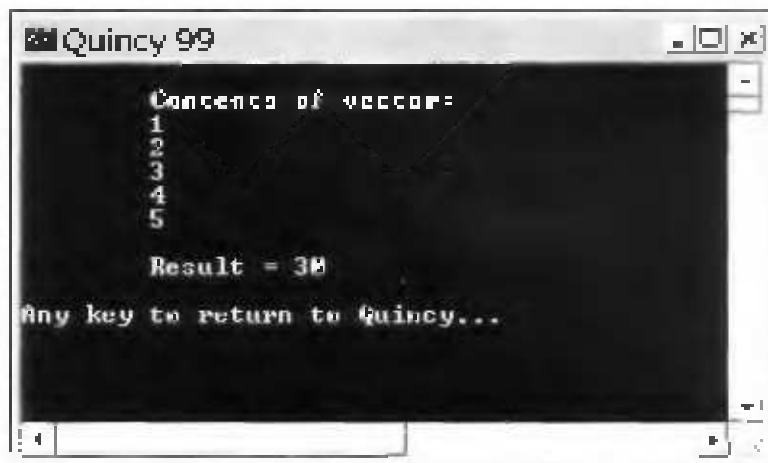 Quincy 99
Contents of vector:
1
2
3
4
5
Result = 30
Any key to return to Quincy...